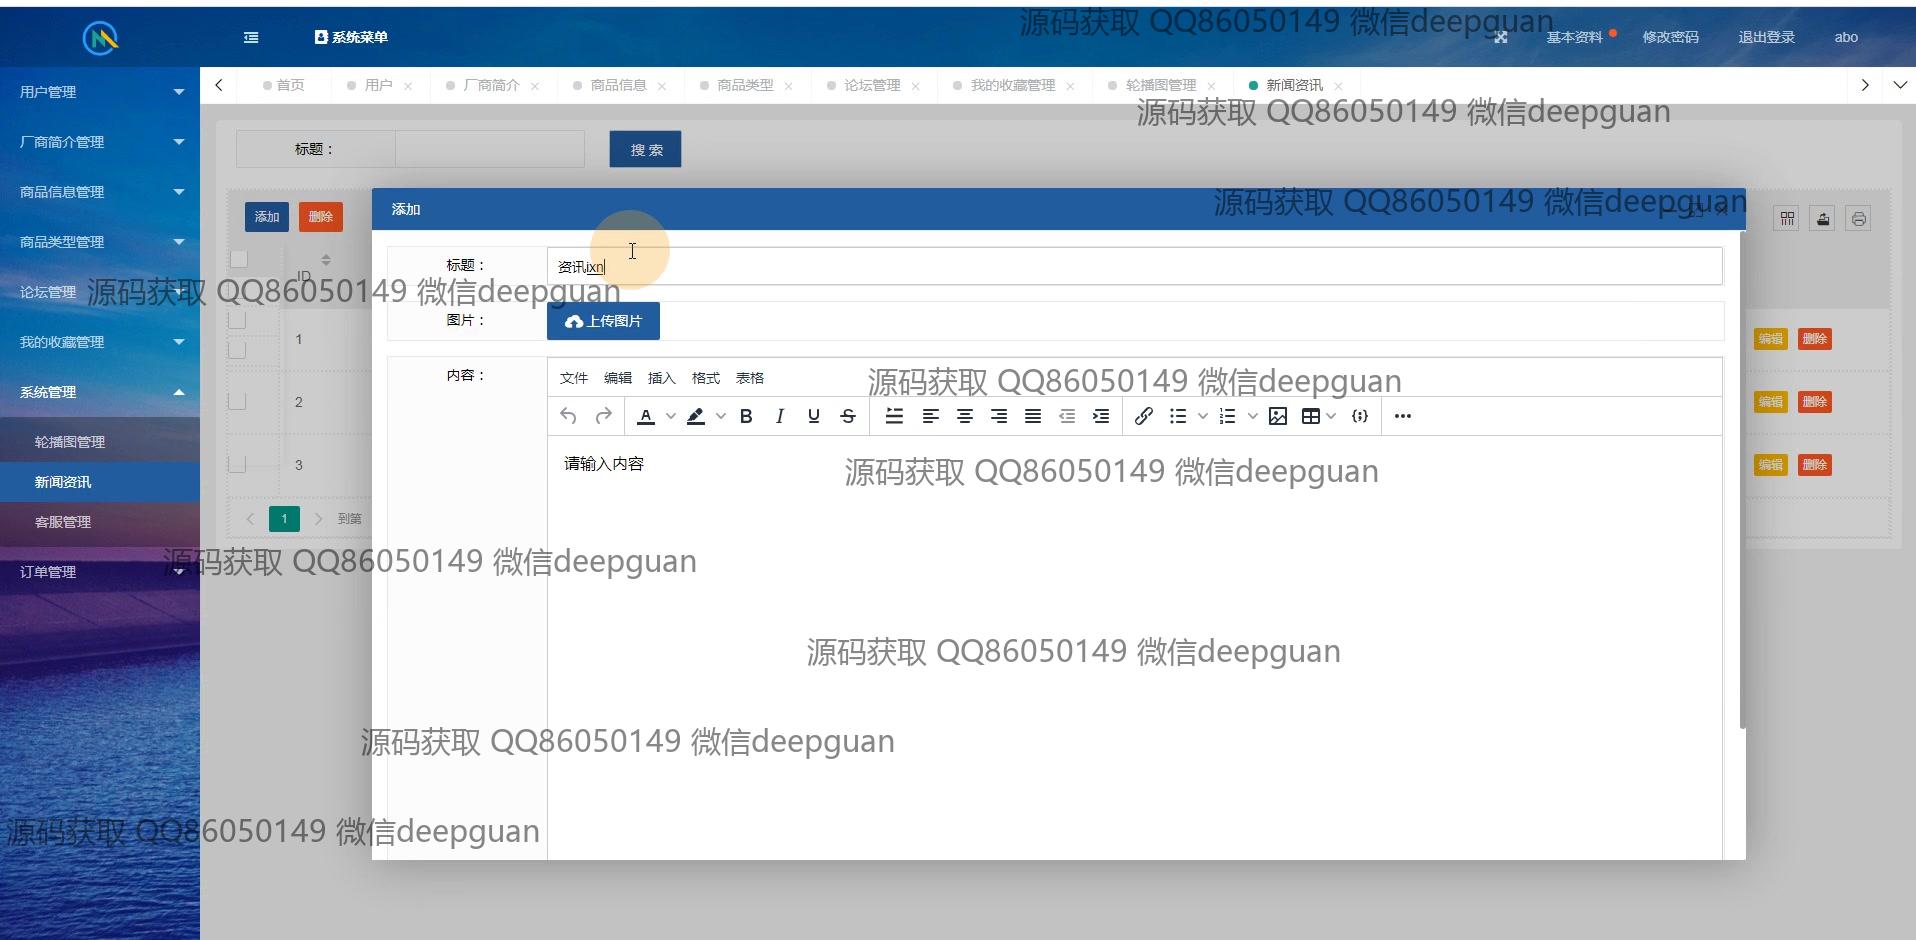 源码获取 QQ86050149 微信deepguan
系统菜单
基本资料
修改密码
退出登录
abo
首页
用户
厂商简介
商品信息
商品类型
论坛管理
我的收藏管理
轮播图管理
新闻资讯
源码获取 QQ86050149 微信deepguan
用户管理
厂商简介管理
商品信息管理
商品类型管理
论坛管理
我的收藏管理
系统管理
轮播图管理
新闻资讯
客服管理
订单管理
标题：
搜 索
添加
删除
ID
1
2
3
1
到第
编辑
删除
编辑
删除
编辑
删除
添加
源码获取 QQ86050149 微信deepguan
标题：
资讯ixn
源码获取 QQ86050149 微信deepguan
图片：
上传图片
内容：
文件
编辑
插入
格式
表格
源码获取 QQ86050149 微信deepguan
A
B
I
U
S
请输入内容
源码获取 QQ86050149 微信deepguan
源码获取 QQ86050149 微信deepguan
源码获取 QQ86050149 微信deepguan
源码获取 QQ86050149 微信deepguan
源码获取 QQ86050149 微信deepguan